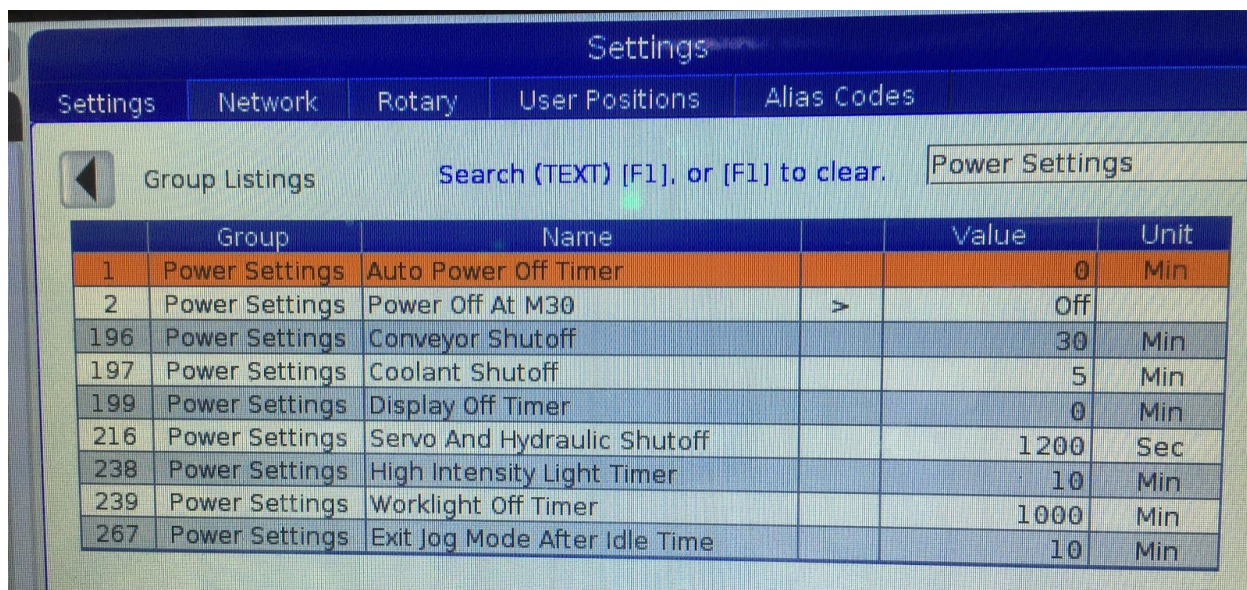 Settings
Settings Network Rotary User Positions Alias Codes
Group Listings Search (TEXT) [F1], or [F1] to clear. Power Settings
Group Name Value Unit
1 Power Settings Auto Power Off Timer 0 Min
2 Power Settings Power Off At M30 > Off
196 Power Settings Conveyor Shutoff 30 Min
197 Power Settings Coolant Shutoff 5 Min
199 Power Settings Display Off Timer 0 Min
216 Power Settings Servo And Hydraulic Shutoff 1200 Sec
238 Power Settings High Intensity Light Timer 10 Min
239 Power Settings Worklight Off Timer 1000 Min
267 Power Settings Exit Jog Mode After Idle Time 10 Min